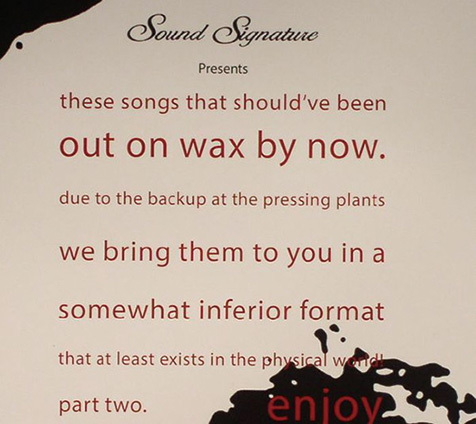 Sound Signature
Presents
these songs that should've been
out on wax by now.
due to the backup at the pressing plants
we bring them to you in a
somewhat inferior format
that at least exists in the physical world!
part two.
enjoy